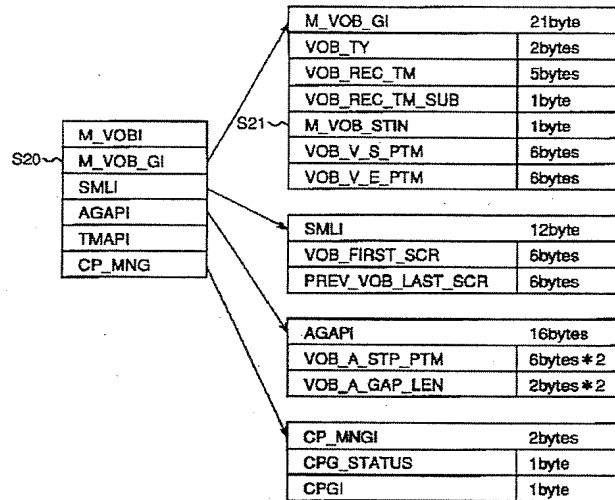 M_VOB_GI 21byte
VOB_TY 2bytes
VOB_REC_TM 5bytes
VOB_REC_TM_SUB 1byte
S21 M_VOB_STIN 1byte
VOB_V_S_PTM 6bytes
VOB_V_E_PTM 6bytes
M_VOBI
S20 M_VOB_GI
SMLI
AGAPI
TMAPI
CP_MNG
SMLI 12byte
VOB_FIRST_SCR 6bytes
PREV_VOB_LAST_SCR 6bytes
AGAPI 16bytes
VOB_A_STP_PTM 6bytes*2
VOB_A_GAP_LEN 2bytes*2
CP_MNGI 2bytes
CPG_STATUS 1byte
CPGI 1byte